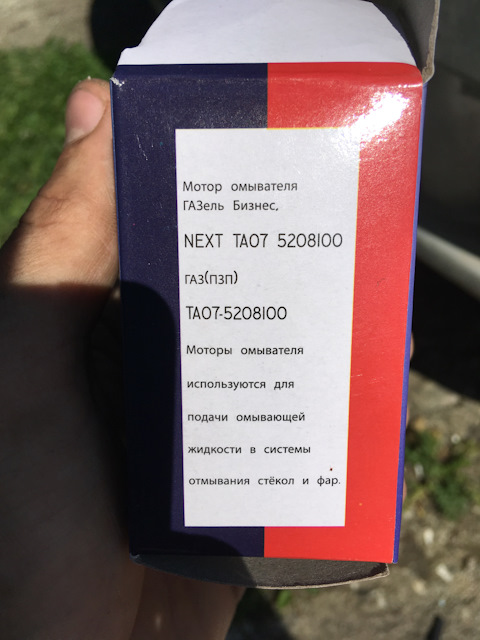 Мотор омывателя
ГАЗель Бизнес,
NEXT TA07 5208100
ГАЗ(ПЗП)
TA07-5208100
Моторы омывателя
используются для
подачи омывающей
жидкости в системы
отмывания стёкол и фар.